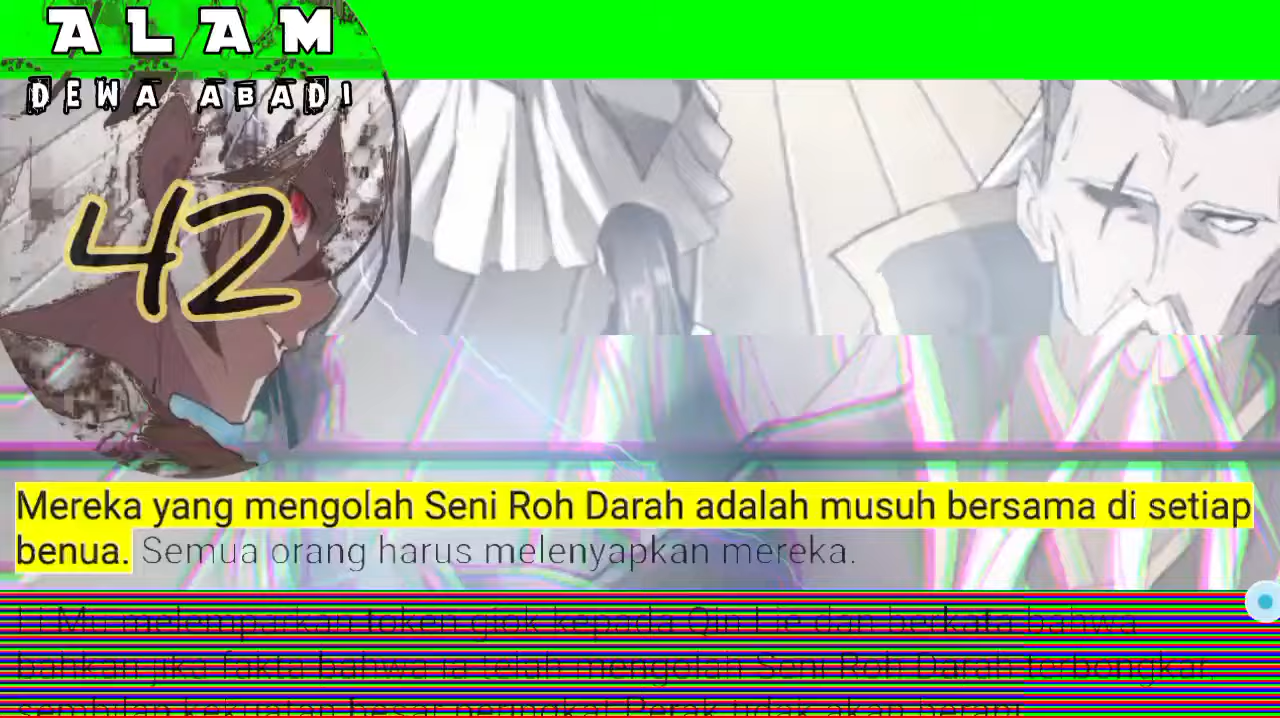 ALAM
DEWA ABADI
42
Mereka yang mengolah Seni Roh Darah adalah musuh bersama di setiap
benua. Semua orang harus melenyapkan mereka.
Li Mu melemparkan token giok kepada Qin Lie dan berkata bahwa
bahkan jika fakta bahwa ia telah mengolah Seni Roh Darah terbongkar,
sembilan kekuatan besar peringkat Perak tidak akan berani